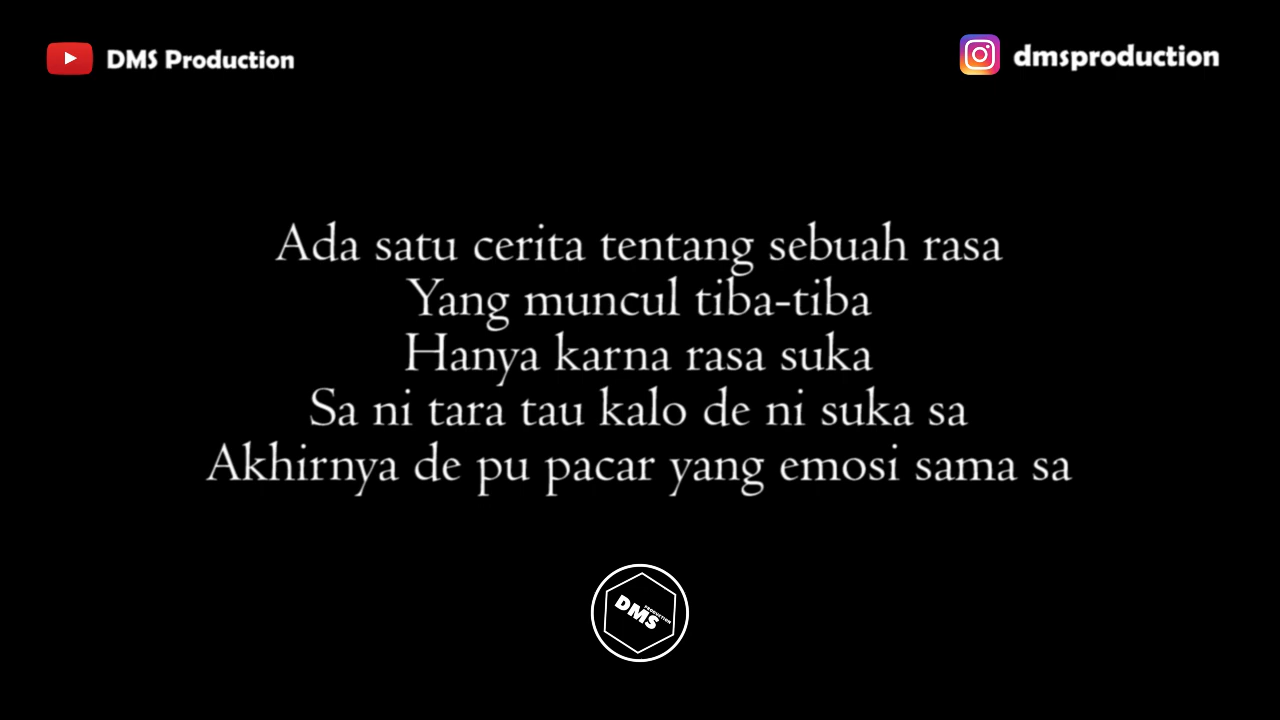 DMS Production
dmsproduction
Ada satu cerita tentang sebuah rasa
Yang muncul tiba-tiba
Hanya karna rasa suka
Sa ni tara tau kalo de ni suka sa
Akhirnya de pu pacar yang emosi sama sa
PRODUCTION
DMS